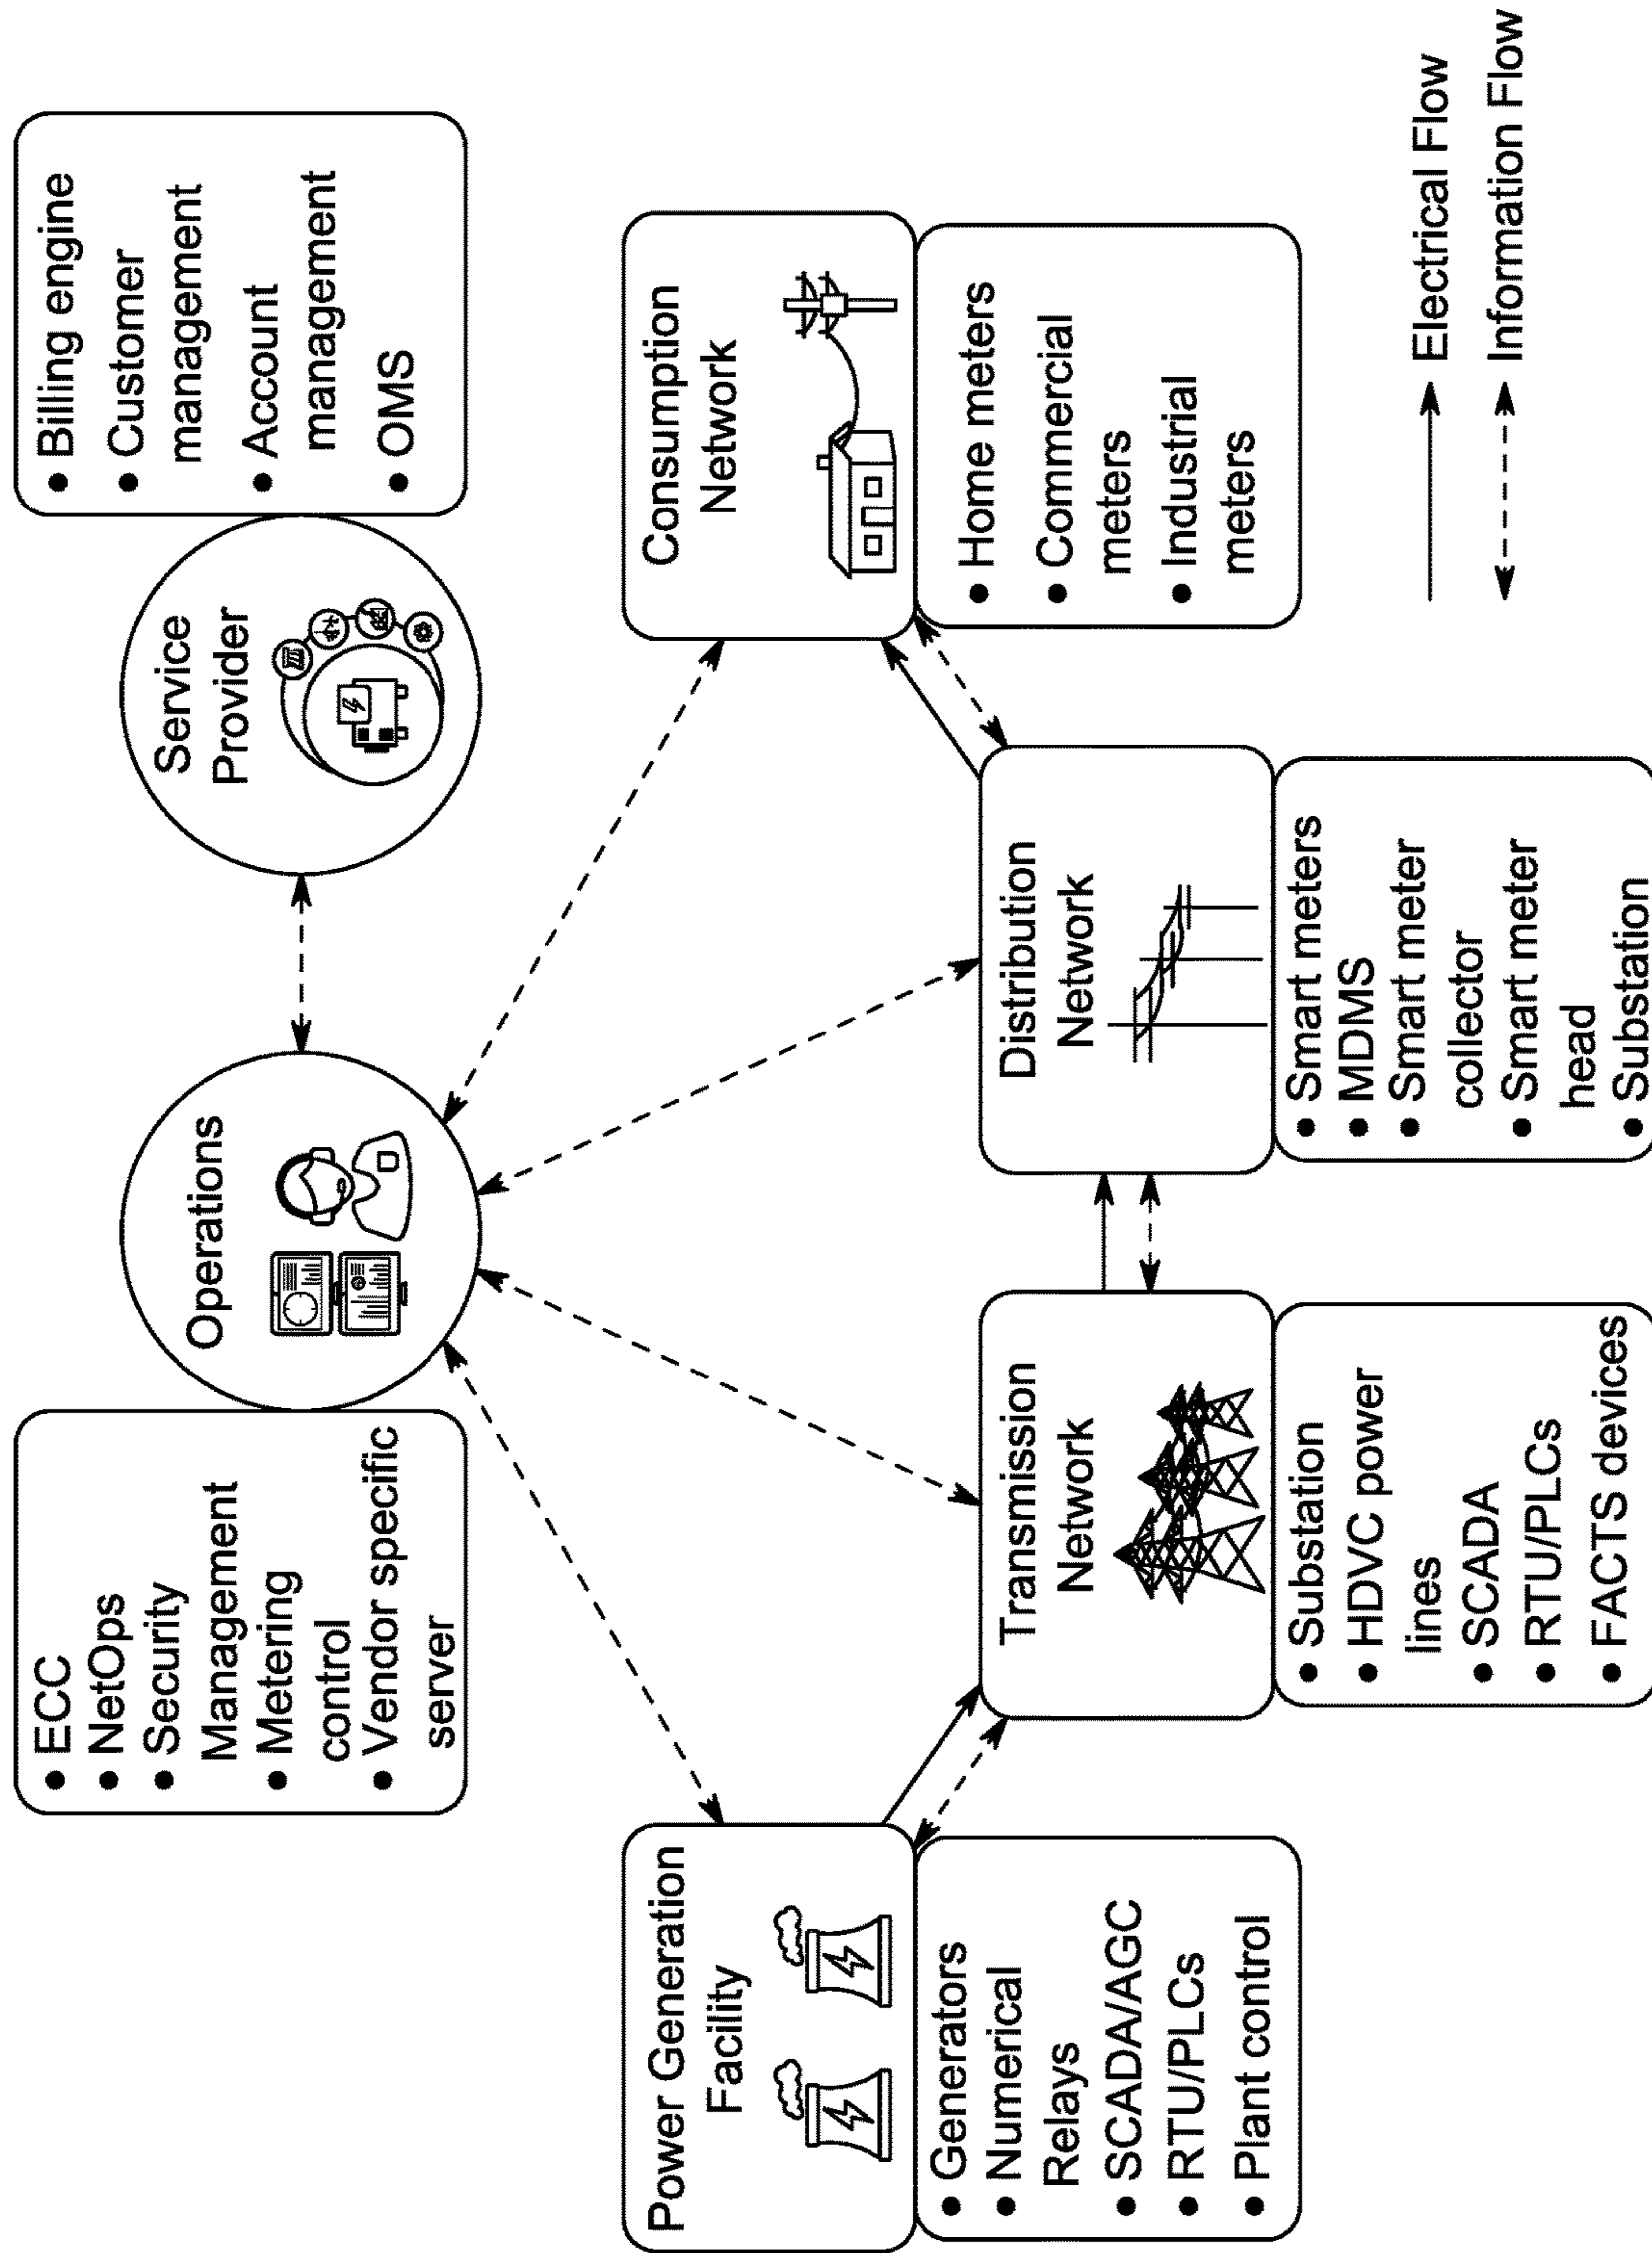 • ECC
• NetOps
• Security
Management
• Metering
control
• Vendor specific
server
Operations
Service
Provider
• Billing engine
• Customer
management
• Account
management
• OMS
Power Generation
Facility
• Generators
• Numerical
Relays
• SCADA/AGC
• RTU/PLCs
• Plant control
Transmission
Network
• Substation
• HDVC power
lines
• SCADA
• RTU/PLCs
• FACTS devices
Distribution
Network
• Smart meters
• MDMS
• Smart meter
collector
• Smart meter
head
• Substation
Consumption
Network
• Home meters
• Commercial
meters
• Industrial
meters
Electrical Flow
Information Flow